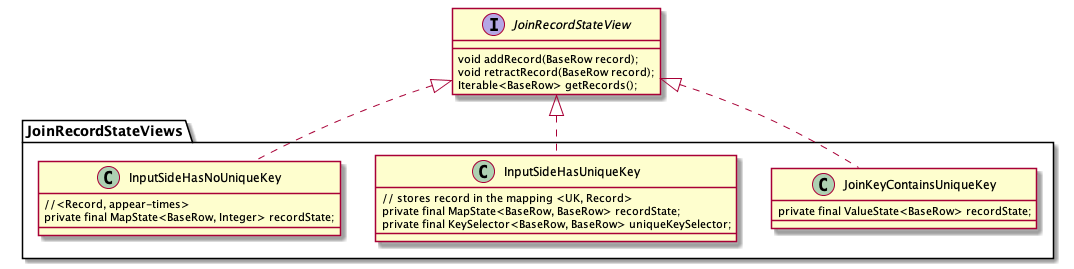 I JoinRecordStateView
void addRecord(BaseRow record);
void retractRecord(BaseRow record);
Iterable<BaseRow> getRecords();
JoinRecordStateViews
C InputSideHasNoUniqueKey
//<Record, appear-times>
private final MapState<BaseRow, Integer> recordState;
C InputSideHasUniqueKey
// stores record in the mapping <UK, Record>
private final MapState<BaseRow, BaseRow> recordState;
private final KeySelector<BaseRow, BaseRow> uniqueKeySelector;
C JoinKeyContainsUniqueKey
private final ValueState<BaseRow> recordState;